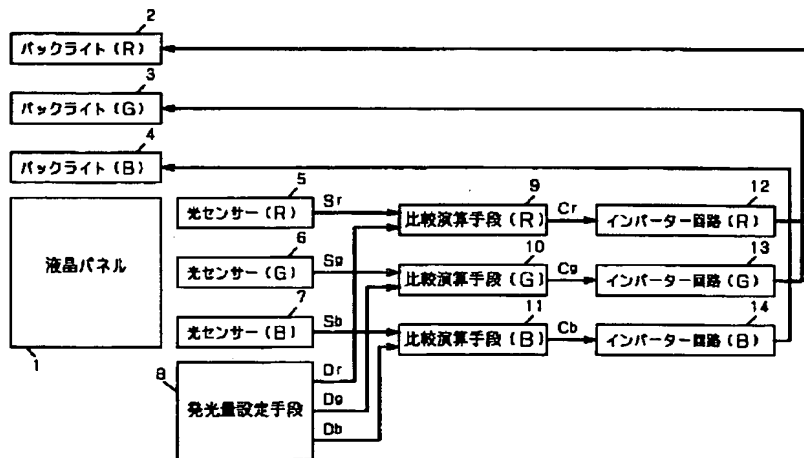 2
バックライト(R)
3
バックライト(G)
4
バックライト(B)
液晶パネル
1
5
光センサー(R)
Sr
6
光センサー(G)
Sg
7
光センサー(B)
Sb
8
発光量設定手段
Dr
Dg
Db
9
比較演算手段(R)
Cr
10
比較演算手段(G)
Cg
11
比較演算手段(B)
Cb
12
インバーター回路(R)
13
インバーター回路(G)
14
インバーター回路(B)